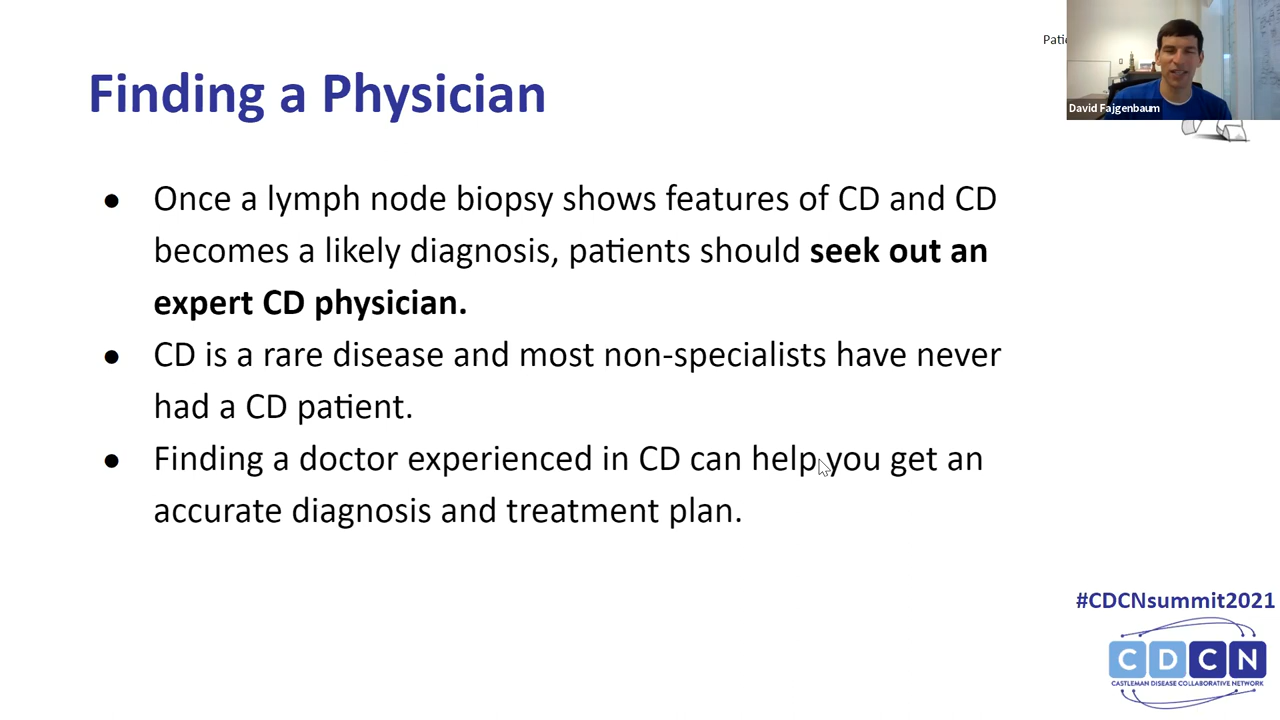 Finding a Physician
Patie
David Fajgenbaum
● Once a lymph node biopsy shows features of CD and CD
becomes a likely diagnosis, patients should seek out an
expert CD physician.
● CD is a rare disease and most non-specialists have never
had a CD patient.
● Finding a doctor experienced in CD can help you get an
accurate diagnosis and treatment plan.
#CDCNsummit2021
CDCN
CASTLEMAN DISEASE COLLABORATIVE NETWORK